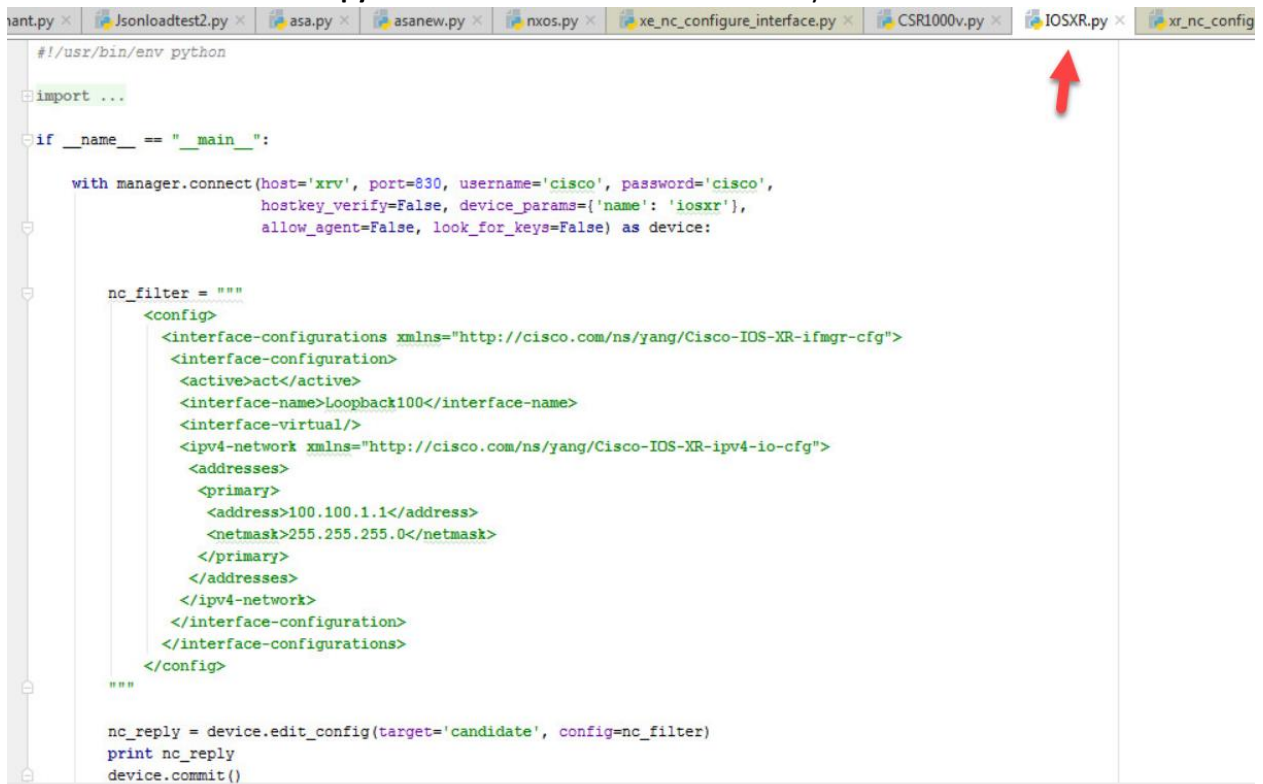 nant.py × Jsonloadtest2.py × asa.py × asanew.py × nxos.py × xe_nc_configure_interface.py × CSR1000v.py × IOSXR.py × xr_nc_config
#!/usr/bin/env python
import ...
if __name__ == "__main__":
with manager.connect(host='xrv', port=830, username='cisco', password='cisco',
hostkey_verify=False, device_params={'name': 'iosxr'},
allow_agent=False, look_for_keys=False) as device:
nc_filter = """
<config>
<interface-configurations xmlns="http://cisco.com/ns/yang/Cisco-IOS-XR-ifmgr-cfg">
<interface-configuration>
<active>act</active>
<interface-name>Loopback100</interface-name>
<interface-virtual/>
<ipv4-network xmlns="http://cisco.com/ns/yang/Cisco-IOS-XR-ipv4-io-cfg">
<addresses>
<primary>
<address>100.100.1.1</address>
<netmask>255.255.255.0</netmask>
</primary>
</addresses>
</ipv4-network>
</interface-configuration>
</interface-configurations>
</config>
"""
nc_reply = device.edit_config(target='candidate', config=nc_filter)
print nc_reply
device.commit()